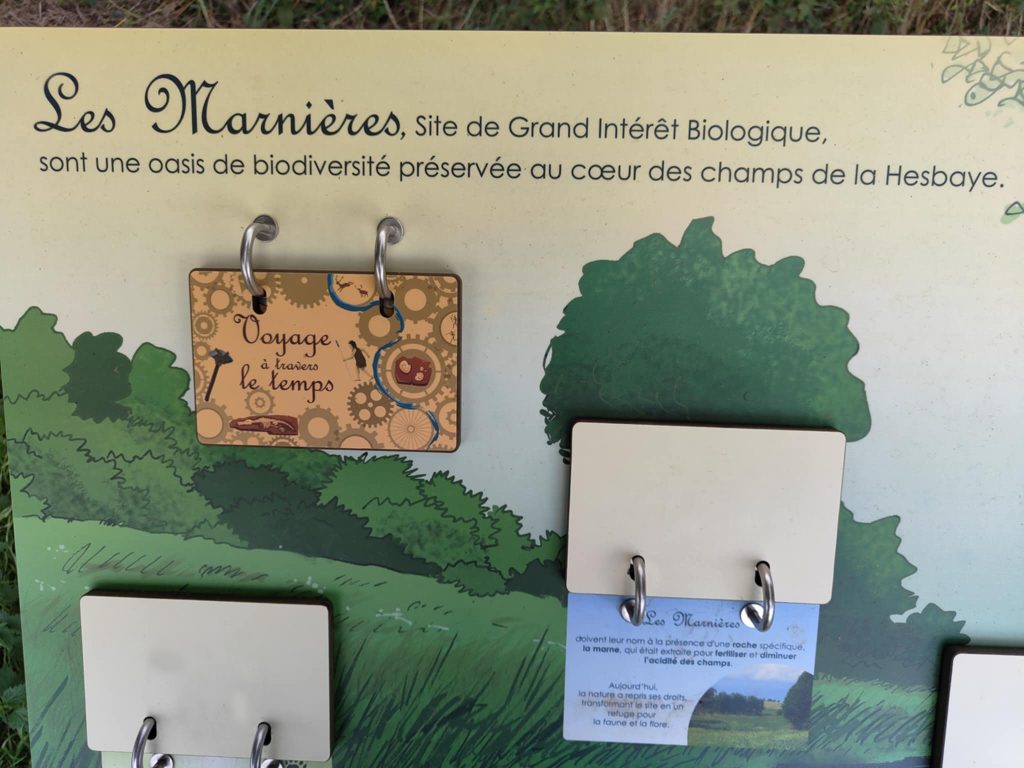 Les Marnières, Site de Grand Intérêt Biologique,
sont une oasis de biodiversité préservée au cœur des champs de la Hesbaye.
Voyage
à travers
le temps
Les Marnières
doivent leur nom à la présence d'une roche spécifique,
la marne, qui était extraite pour fertiliser et diminuer
l'acidité des champs.
Aujourd'hui,
la nature a repris ses droits,
transformant le site en un
refuge pour
la faune et la flore.